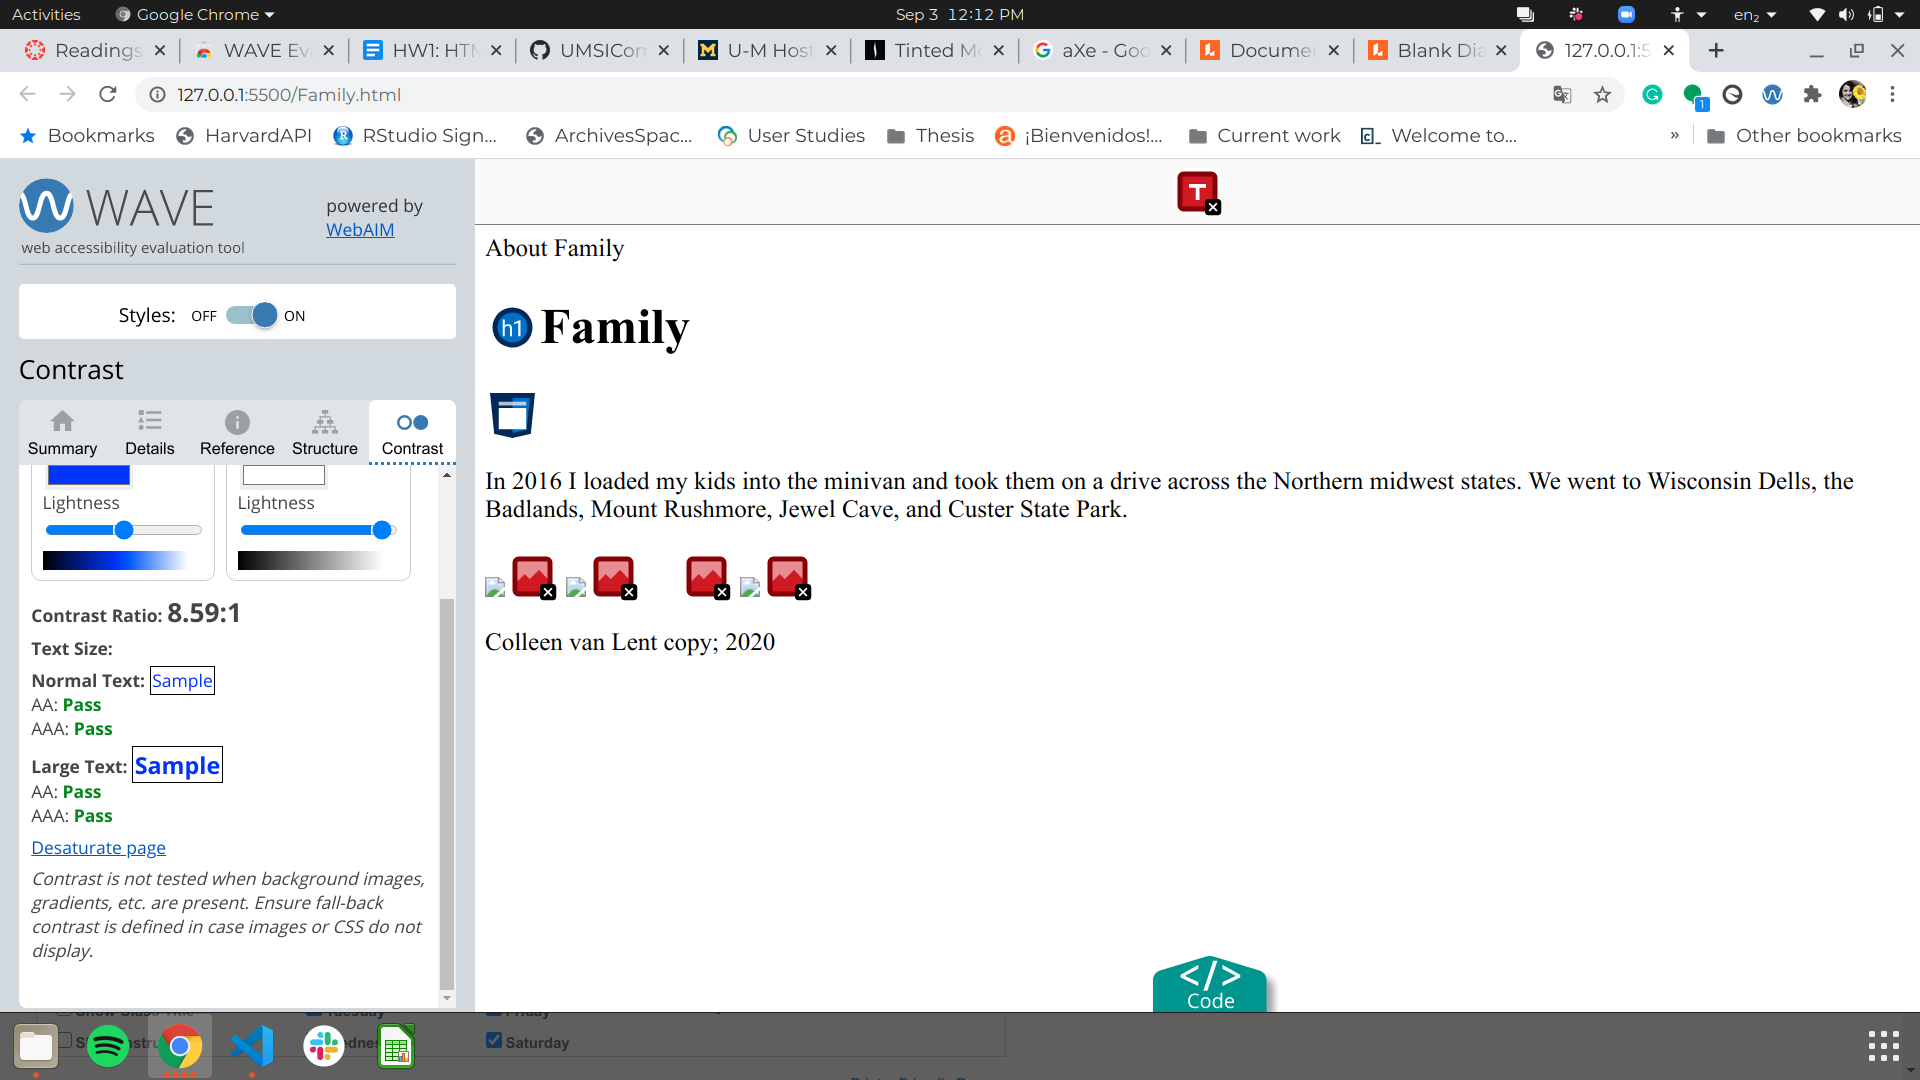 Activities
Google Chrome
Sep 3 12:12 PM
en₂
Readings
WAVE Ev
HW1: HTM
UMSICon
U-M Host
Tinted Mo
aXe - Goo
Documen
Blank Dia
127.0.0.1:5
127.0.0.1:5500/Family.html
1
Bookmarks
HarvardAPI
RStudio Sign...
ArchivesSpac...
User Studies
Thesis
¡Bienvenidos!...
Current work
Welcome to...
»
Other bookmarks
WAVE
powered by
WebAIM
web accessibility evaluation tool
Styles: OFF ON
Contrast
Summary
Details
Reference
Structure
Contrast
Lightness
Lightness
Contrast Ratio: 8.59:1
Text Size:
Normal Text: Sample
AA: Pass
AAA: Pass
Large Text: Sample
AA: Pass
AAA: Pass
Desaturate page
Contrast is not tested when background images,
gradients, etc. are present. Ensure fall-back
contrast is defined in case images or CSS do not
display.
T
About Family
h1 Family
In 2016 I loaded my kids into the minivan and took them on a drive across the Northern midwest states. We went to Wisconsin Dells, the
Badlands, Mount Rushmore, Jewel Cave, and Custer State Park.
Colleen van Lent copy; 2020
</>
Code
Saturday